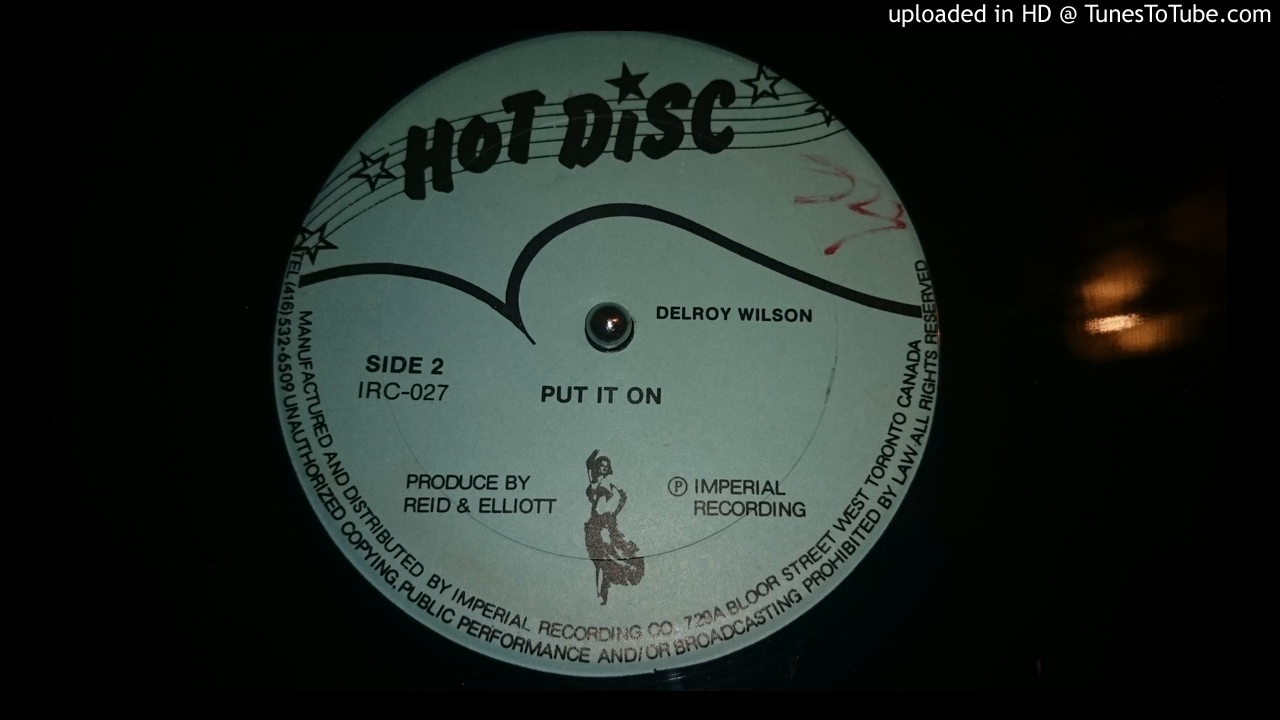 uploaded in HD @ TunesToTube.com
HOT DiSC
DELROY WILSON
SIDE 2
IRC-027
PUT IT ON
PRODUCE BY
REID & ELLIOTT
Ⓟ IMPERIAL
RECORDING
MANUFACTURED AND DISTRIBUTED BY IMPERIAL RECORDING CO. 729A BLOOR STREET WEST TORONTO CANADA
TEL (416) 532-6509 UNAUTHORIZED COPYING, PUBLIC PERFORMANCE AND/OR BROADCASTING PROHIBITED BY LAW ALL RIGHTS RESERVED